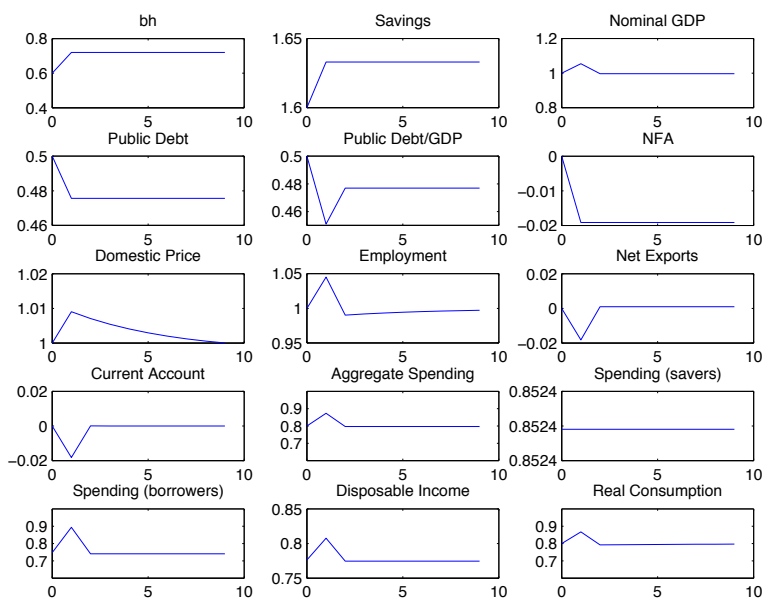 bh Savings Nominal GDP
0.8 1.65 1.2
0.6 1
0.4 1.6 0.8
0 5 10 0 5 10 0 5 10
Public Debt Public Debt/GDP NFA
0.5 0.5 0
0.48 0.48 −0.01
0.46 0.46 −0.02
0 5 10 0 5 10 0 5 10
Domestic Price Employment Net Exports
1.02 1.05 0.02
1.01 1 0
1 0.95 −0.02
0 5 10 0 5 10 0 5 10
Current Account Aggregate Spending Spending (savers)
0.02 0.9 0.8524
0 0.8 0.8524
−0.02 0.7 0.8524
0 5 10 0 5 10 0 5 10
Spending (borrowers) Disposable Income Real Consumption
0.9 0.85 0.9
0.8 0.8 0.8
0.7 0.75 0.7
0 5 10 0 5 10 0 5 10